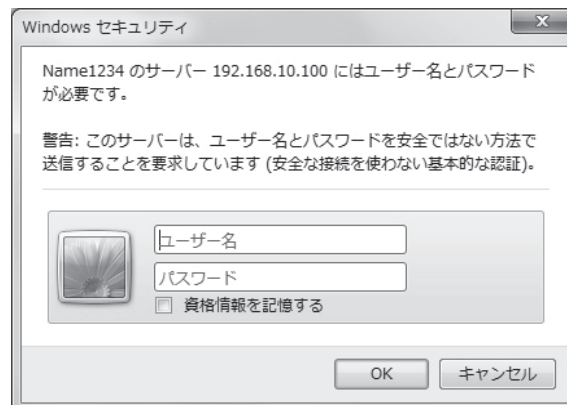 Windows セキュリティ
Name1234 のサーバー 192.168.10.100 にはユーザー名とパスワード
が必要です。
警告: このサーバーは、ユーザー名とパスワードを安全ではない方法で
送信することを要求しています (安全な接続を使わない基本的な認証)。
ユーザー名
パスワード
資格情報を記憶する
OK
キャンセル